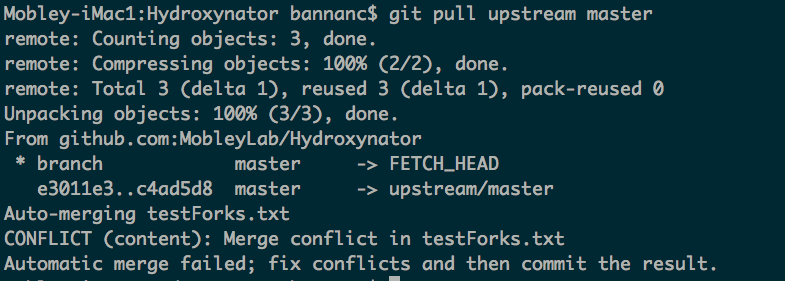 Mobley-iMac1:Hydroxynator bannanc$ git pull upstream master
remote: Counting objects: 3, done.
remote: Compressing objects: 100% (2/2), done.
remote: Total 3 (delta 1), reused 3 (delta 1), pack-reused 0
Unpacking objects: 100% (3/3), done.
From github.com:MobleyLab/Hydroxynator
 * branch            master     -> FETCH_HEAD
   e3011e3..c4ad5d8  master     -> upstream/master
Auto-merging testForks.txt
CONFLICT (content): Merge conflict in testForks.txt
Automatic merge failed; fix conflicts and then commit the result.